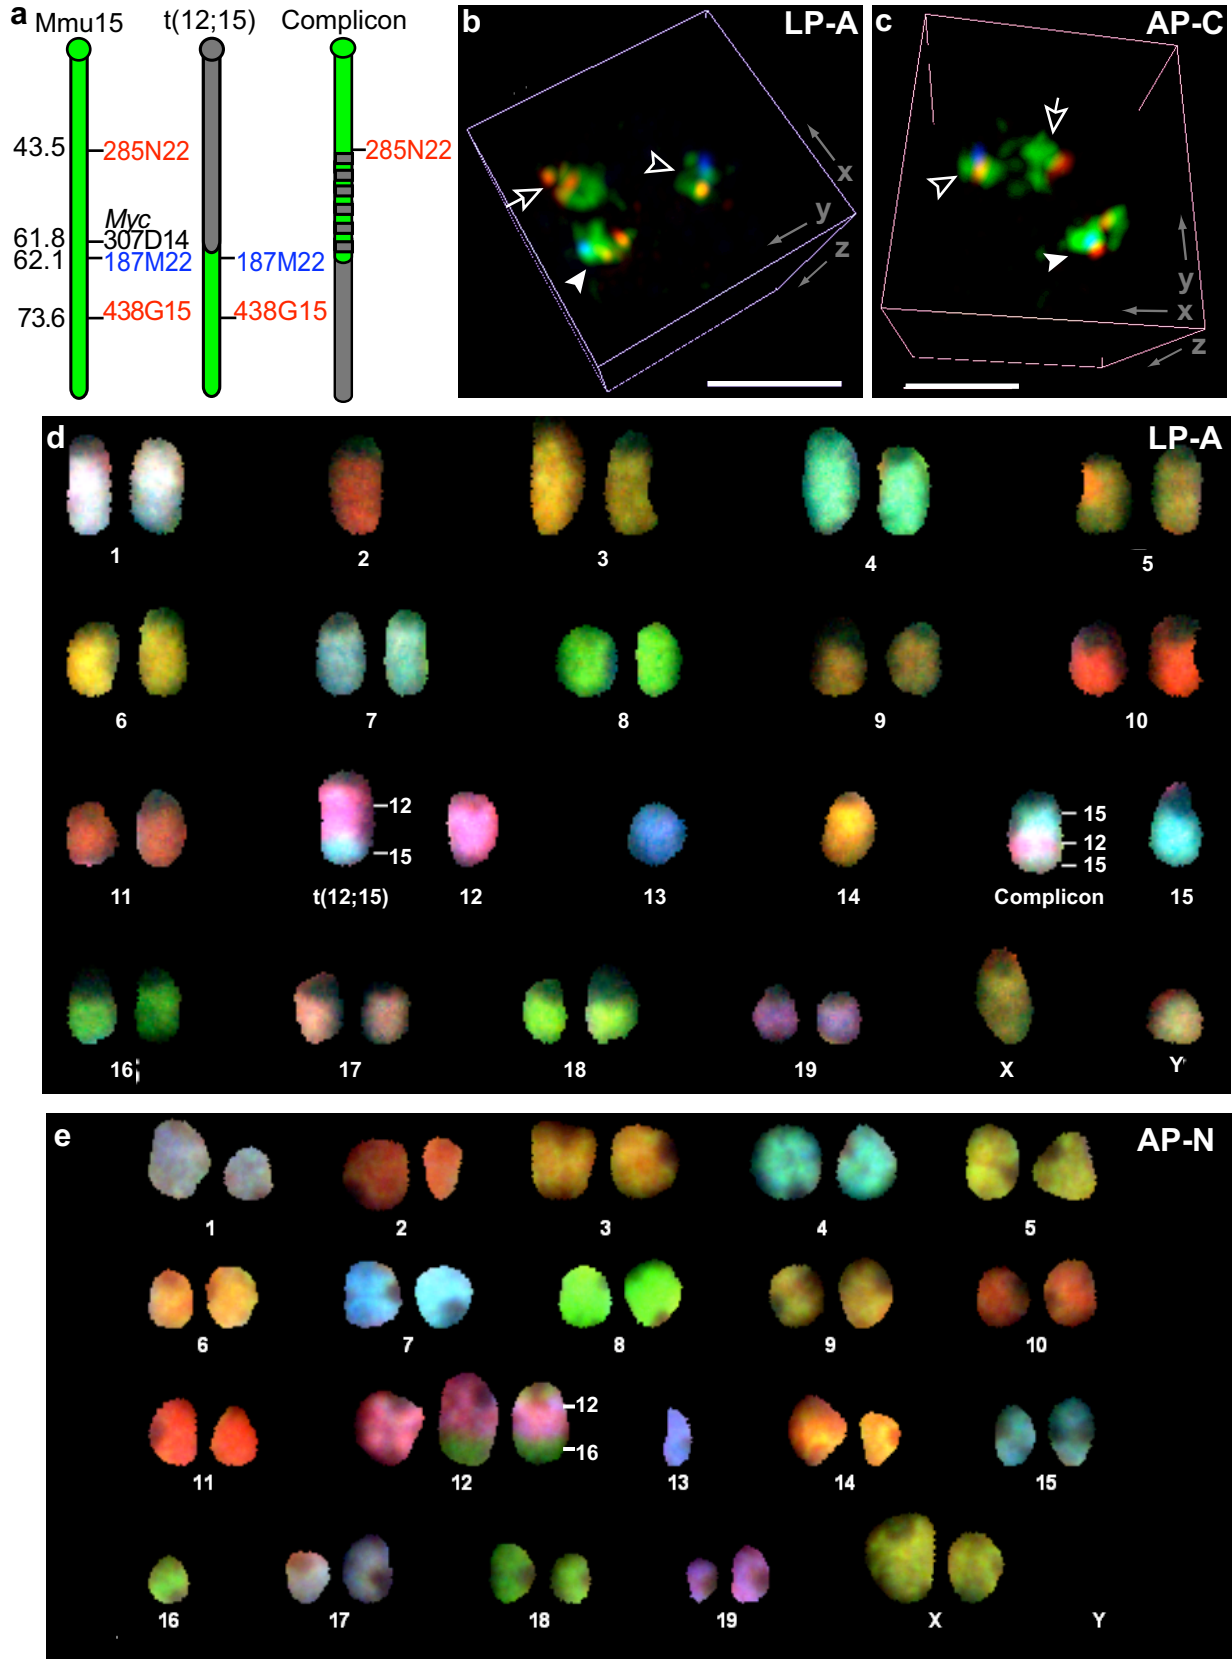 a
Mmu15
t(12;15)
Complicon
43.5
285N22
285N22
Myc
61.8
307D14
62.1
187M22
187M22
73.6
438G15
438G15
b
LP-A
x
y
z
c
AP-C
y
x
z
d
LP-A
1
2
3
4
5
6
7
8
9
10
12
15
15
12
15
11
t(12;15)
12
13
14
Complicon
15
16
17
18
19
X
Y
e
AP-N
1
2
3
4
5
6
7
8
9
10
12
16
11
12
13
14
15
16
17
18
19
X
Y